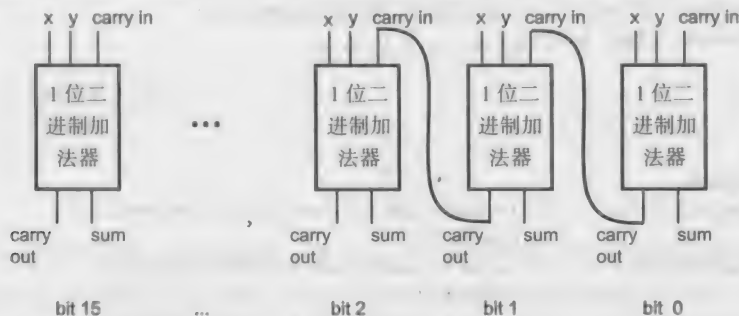 x y carry in x y carry in x y carry in x y carry in
1位二 1位二 1位二 1位二
进制加 ... 进制加 进制加 进制加
法器 法器 法器 法器
carry sum carry sum carry sum carry sum
out out out out
bit 15 ... bit 2 bit 1 bit 0